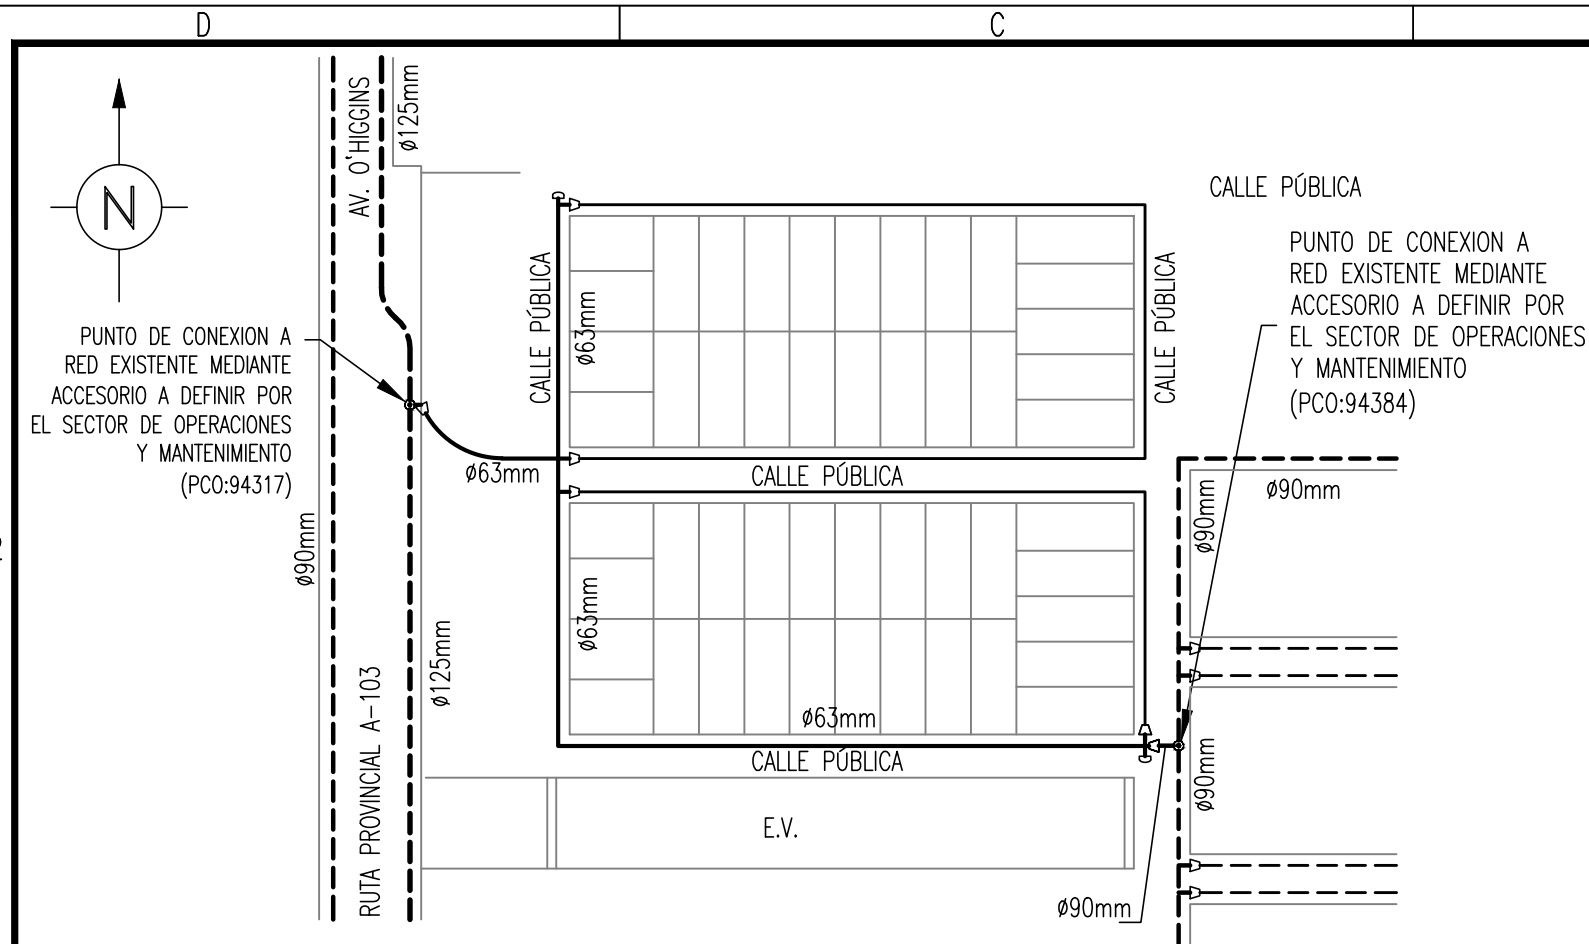 D
C
N
AV. O'HIGGINS
ø125mm
CALLE PÚBLICA
PUNTO DE CONEXION A
RED EXISTENTE MEDIANTE
ACCESORIO A DEFINIR POR
EL SECTOR DE OPERACIONES
Y MANTENIMIENTO
(PCO:94384)
CALLE PÚBLICA
ø63mm
CALLE PÚBLICA
PUNTO DE CONEXION A
RED EXISTENTE MEDIANTE
ACCESORIO A DEFINIR POR
EL SECTOR DE OPERACIONES
Y MANTENIMIENTO
(PCO:94317)
ø63mm
CALLE PÚBLICA
ø90mm
ø90mm
ø90mm
ø63mm
ø125mm
RUTA PROVINCIAL A-103
ø63mm
CALLE PÚBLICA
ø90mm
E.V.
ø90mm